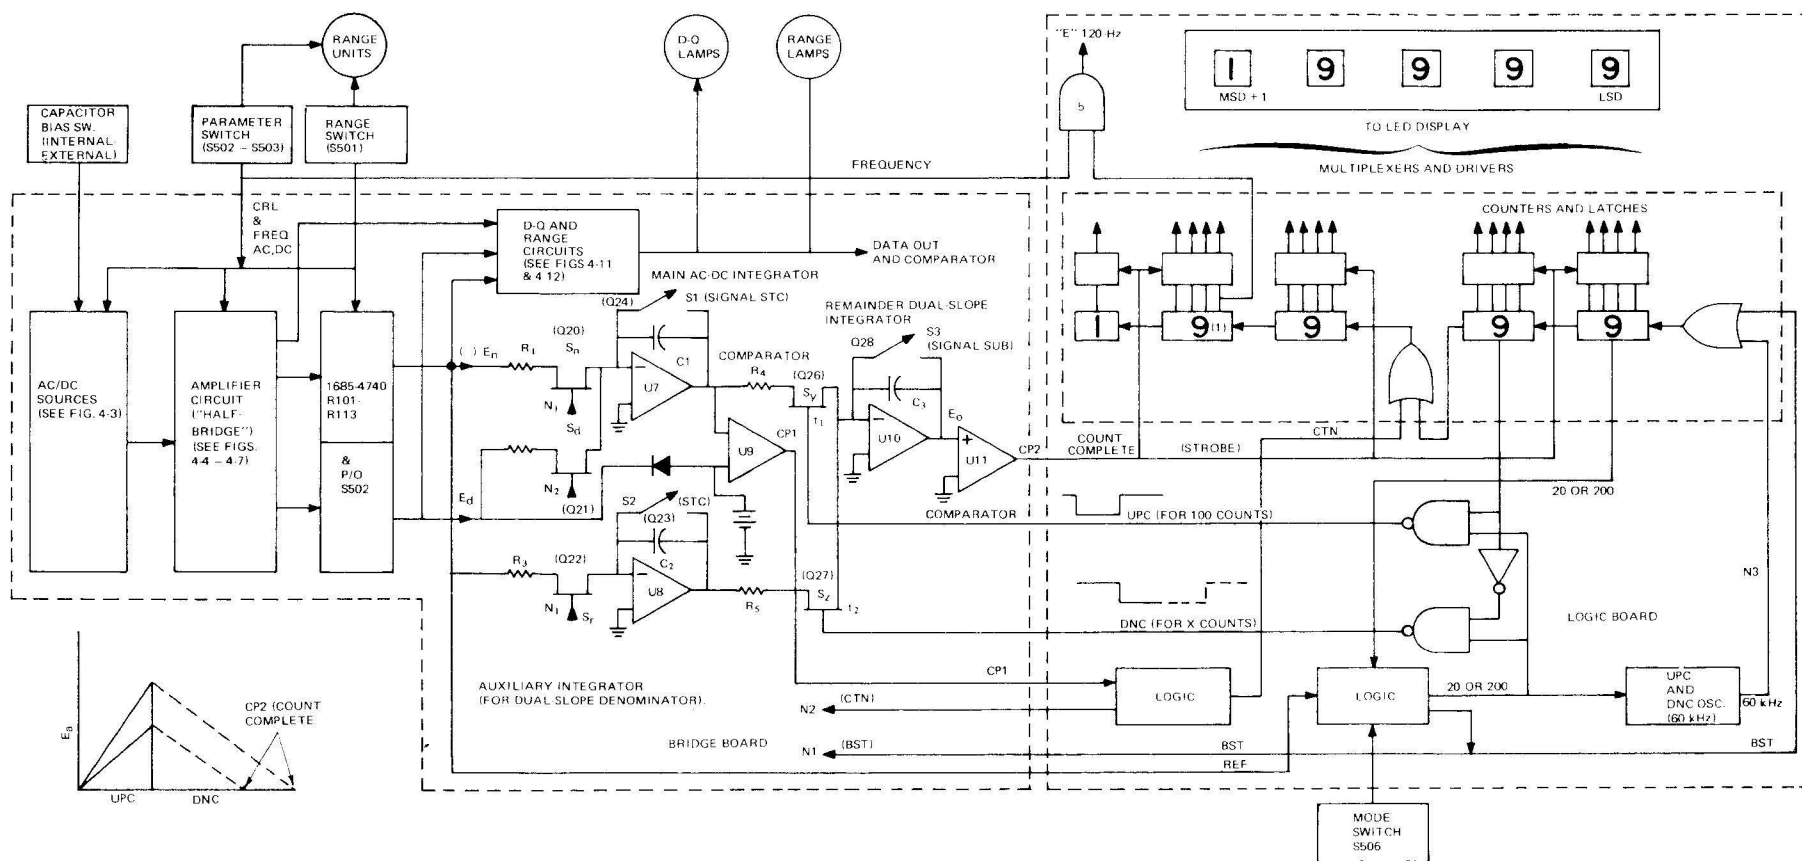 RANGE
UNITS
D-Q
LAMPS
RANGE
LAMPS
"E" 120-Hz
1 9 9 9 9
MSD + 1
LSD
TO LED DISPLAY
MULTIPLEXERS AND DRIVERS
5
CAPACITOR
BIAS SW.
(INTERNAL-
EXTERNAL)
PARAMETER
SWITCH
(S502 – S503)
RANGE
SWITCH
(S501)
FREQUENCY
CRL
&
FREQ
AC,DC
D-Q AND
RANGE
CIRCUITS
(SEE FIGS 4-11
& 4 12)
DATA OUT
AND COMPARATOR
COUNTERS AND LATCHES
1 9(1) 9 9 9
AC/DC
SOURCES
(SEE FIG. 4-3)
AMPLIFIER
CIRCUIT
("HALF-
BRIDGE")
(SEE FIGS.
4-4 – 4-7)
1685-4740
R101-
R113
&
P/O
S502
MAIN AC-DC INTEGRATOR
(Q24)
S1 (SIGNAL STC)
(Q20)
Sn
(-) En
R1
N1
Sd
U7
C1
COMPARATOR
R4
(Q26)
Sy
t1
REMAINDER DUAL-SLOPE
INTEGRATOR
S3
(SIGNAL SUB)
Q28
C3
U10
Eo
U11
CP2
U9
CP1
Ed
N2
(Q21)
S2
(STC)
(Q23)
C2
U8
R3
(Q22)
N1
Sr
R5
(Q27)
Sz
t2
COMPARATOR
COUNT
COMPLETE
(STROBE)
CTN
20 OR 200
UPC (FOR 100 COUNTS)
DNC (FOR X COUNTS)
N3
LOGIC BOARD
CP1
AUXILIARY INTEGRATOR
(FOR DUAL-SLOPE DENOMINATOR).
N2
(CTN)
LOGIC
LOGIC
20 OR 200
UPC
AND
DNC OSC.
(60 kHz)
60 kHz
BRIDGE BOARD
N1
(BST)
BST
BST
REF
MODE
SWITCH
S506
CP2 (COUNT
COMPLETE
UPC
DNC